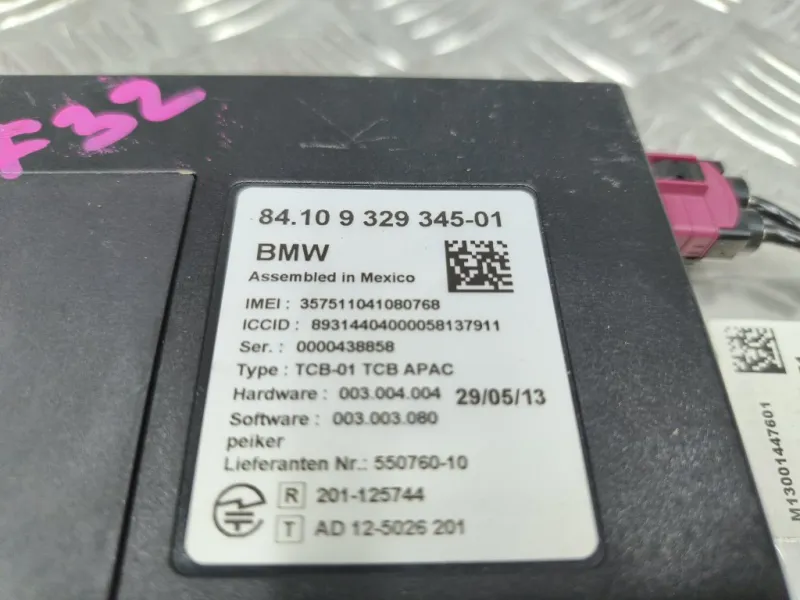 F32
84.10 9 329 345-01
BMW
Assembled in Mexico
IMEI : 357511041080768
ICCID : 89314404000058137911
Ser. : 0000438858
Type : TCB-01 TCB APAC
Hardware : 003.004.004 29/05/13
Software : 003.003.080
peiker
Lieferanten Nr.: 550760-10
R 201-125744
T AD 12-5026 201
M13001447601